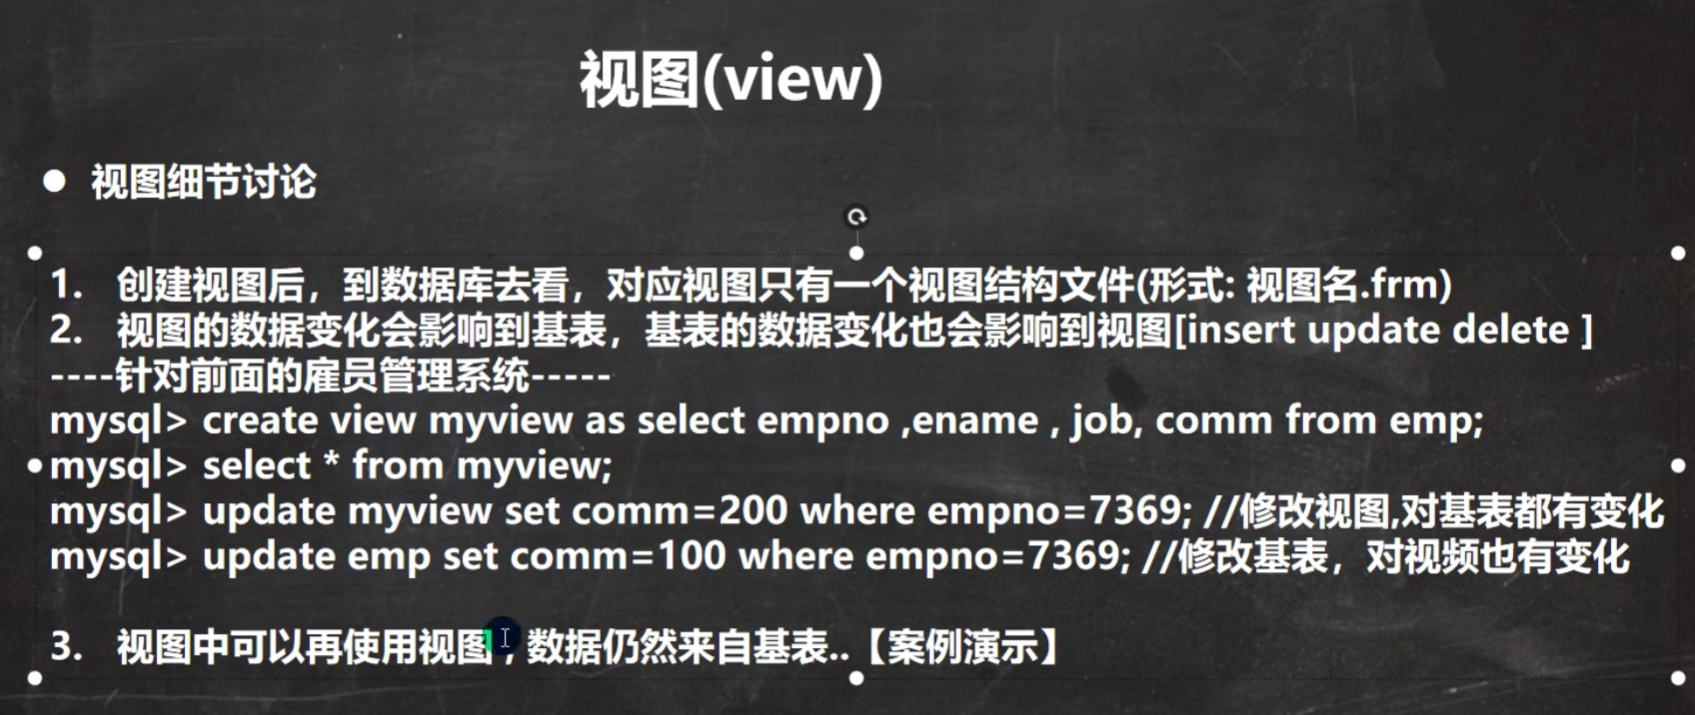 视图(view)
● 视图细节讨论
1. 创建视图后，到数据库去看，对应视图只有一个视图结构文件(形式: 视图名.frm)
2. 视图的数据变化会影响到基表，基表的数据变化也会影响到视图[insert update delete ]
----针对前面的雇员管理系统-----
mysql> create view myview as select empno ,ename , job, comm from emp;
mysql> select * from myview;
mysql> update myview set comm=200 where empno=7369; //修改视图,对基表都有变化
mysql> update emp set comm=100 where empno=7369; //修改基表，对视频也有变化
3. 视图中可以再使用视图 , 数据仍然来自基表..【案例演示】